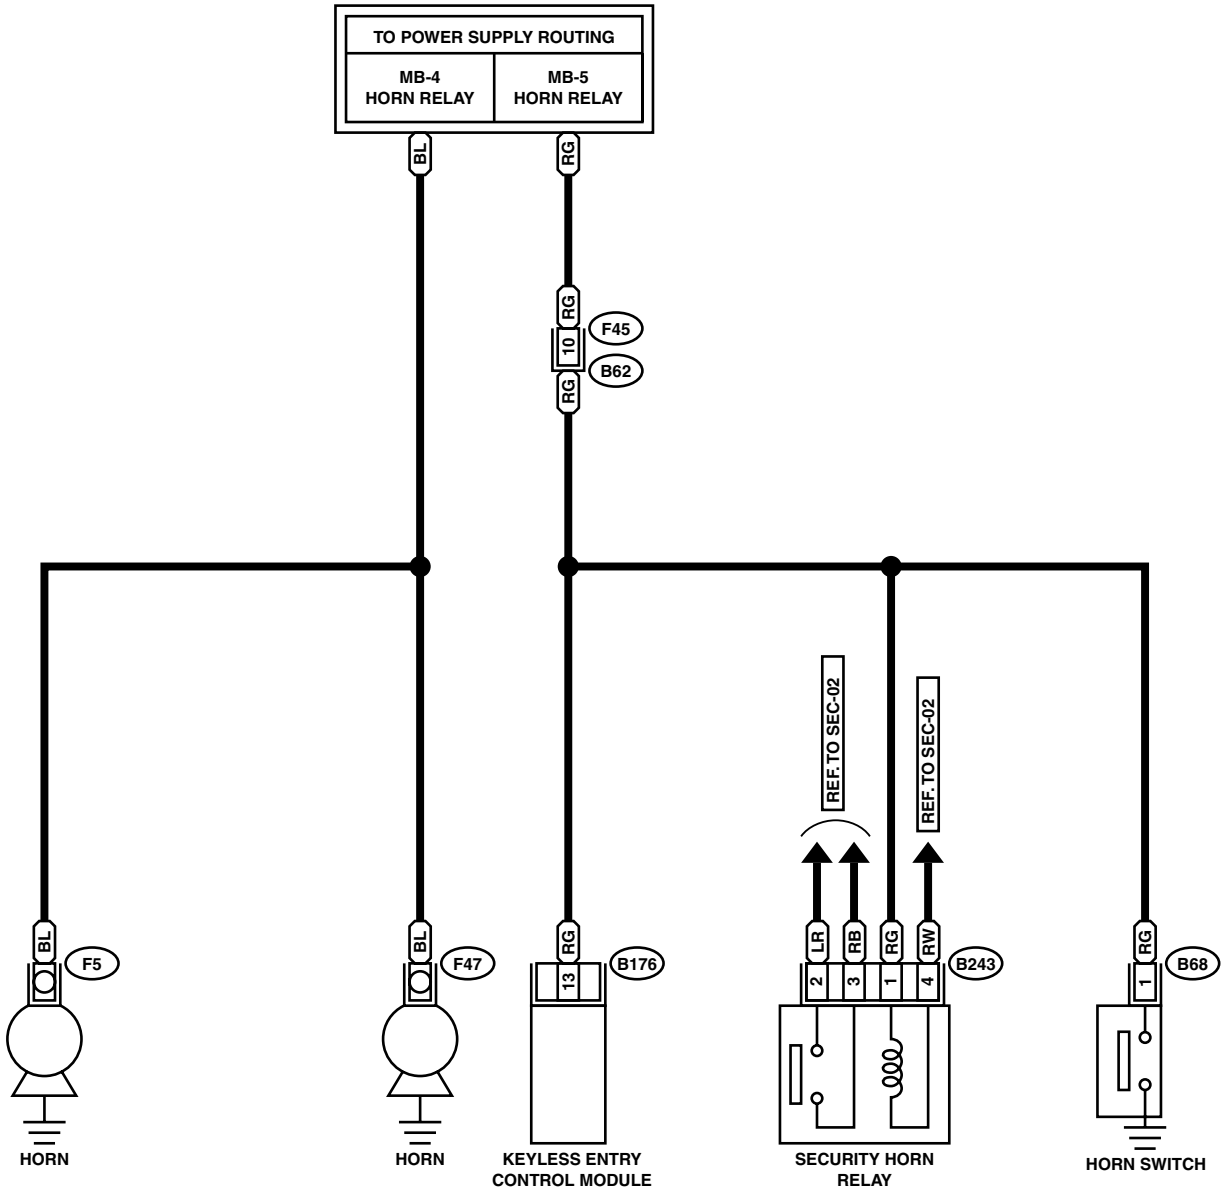 TO POWER SUPPLY ROUTING
MB-4
HORN RELAY
MB-5
HORN RELAY
BL
RG
RG
F45
10
B62
RG
REF. TO SEC-02
REF. TO SEC-02
BL
F5
BL
F47
RG
B176
13
LR
RB
RG
RW
B243
2
3
1
4
RG
B68
1
HORN
HORN
KEYLESS ENTRY
CONTROL MODULE
SECURITY HORN
RELAY
HORN SWITCH